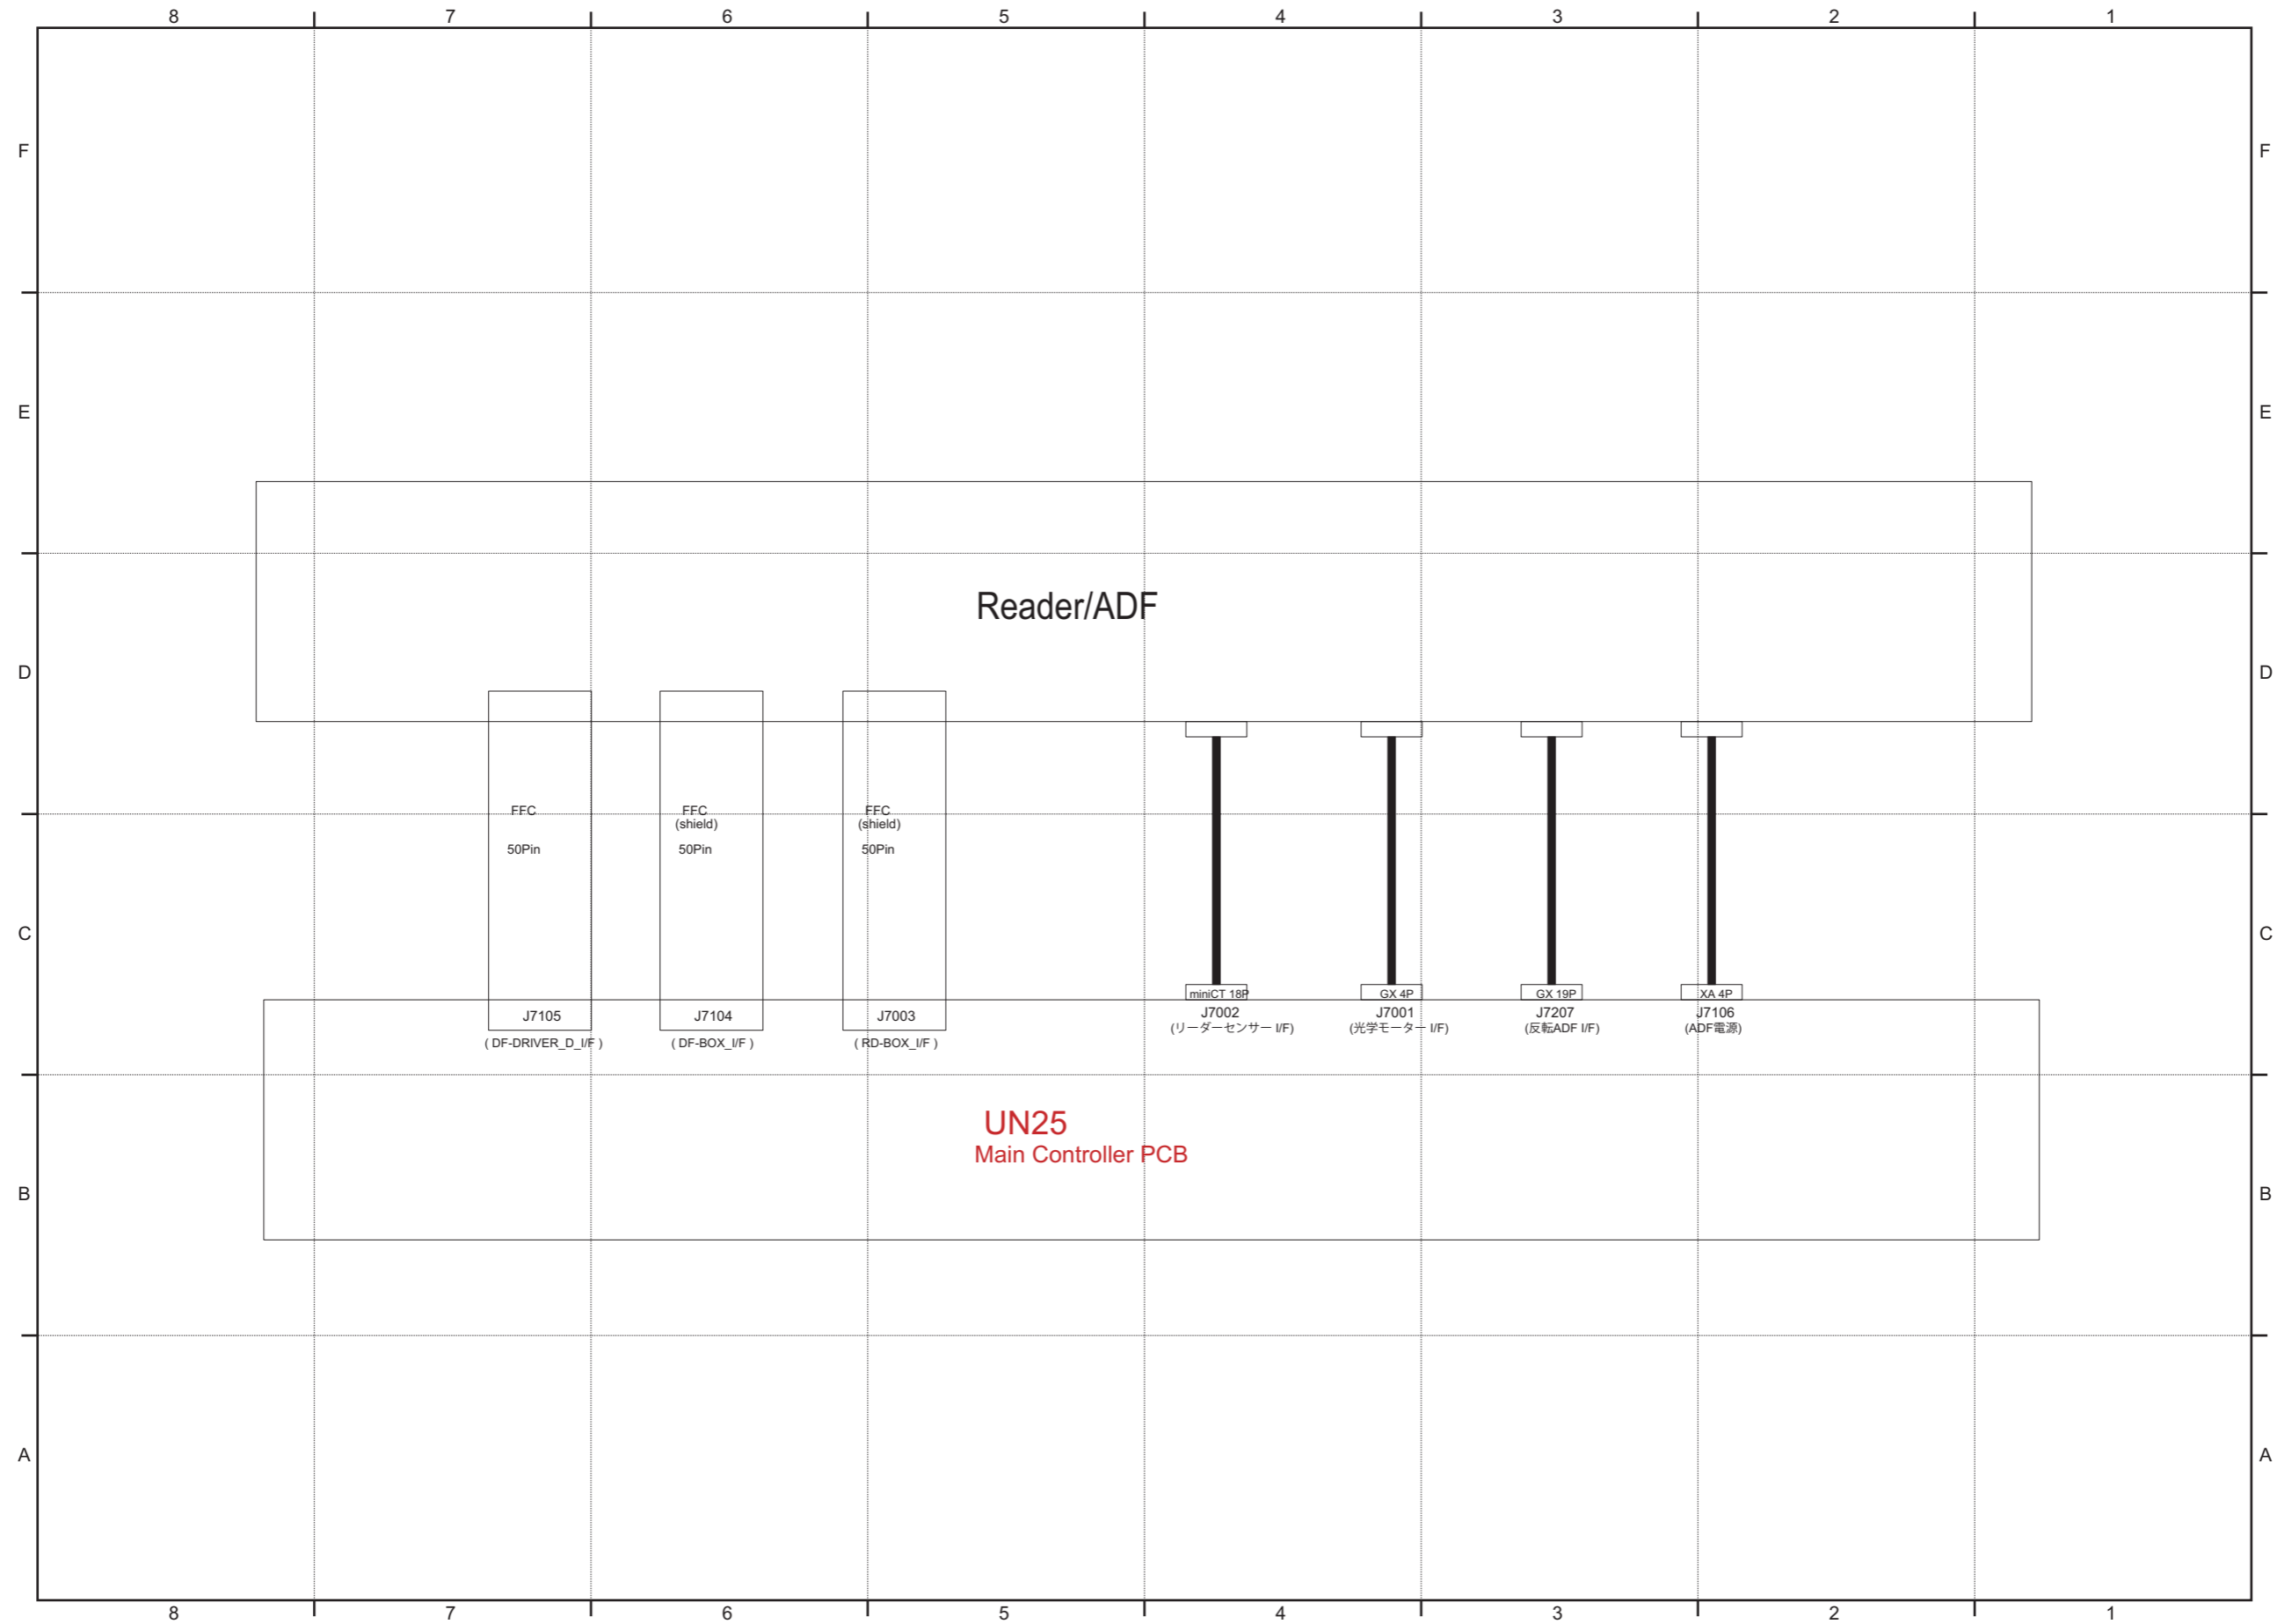 8 7 6 5 4 3 2 1
F F
E E
Reader/ADF
D D
FFC
50Pin
FFC
(shield)
50Pin
FFC
(shield)
50Pin
C C
miniCT 18P
GX 4P
GX 19P
XA 4P
J7105
( DF-DRIVER_D_I/F )
J7104
( DF-BOX_I/F )
J7003
( RD-BOX_I/F )
J7002
(リーダーセンサー I/F)
J7001
(光学モーター I/F)
J7207
(反転ADF I/F)
J7106
(ADF電源)
UN25
Main Controller PCB
B B
A A
8 7 6 5 4 3 2 1